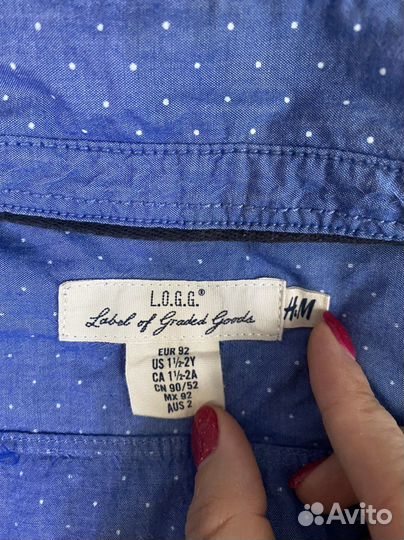 L.O.G.G.®
Label of Graded Goods
H&M
EUR 92
US 1½-2Y
CA 1½-2A
CN 90/52
MX 92
AUS 2
Avito